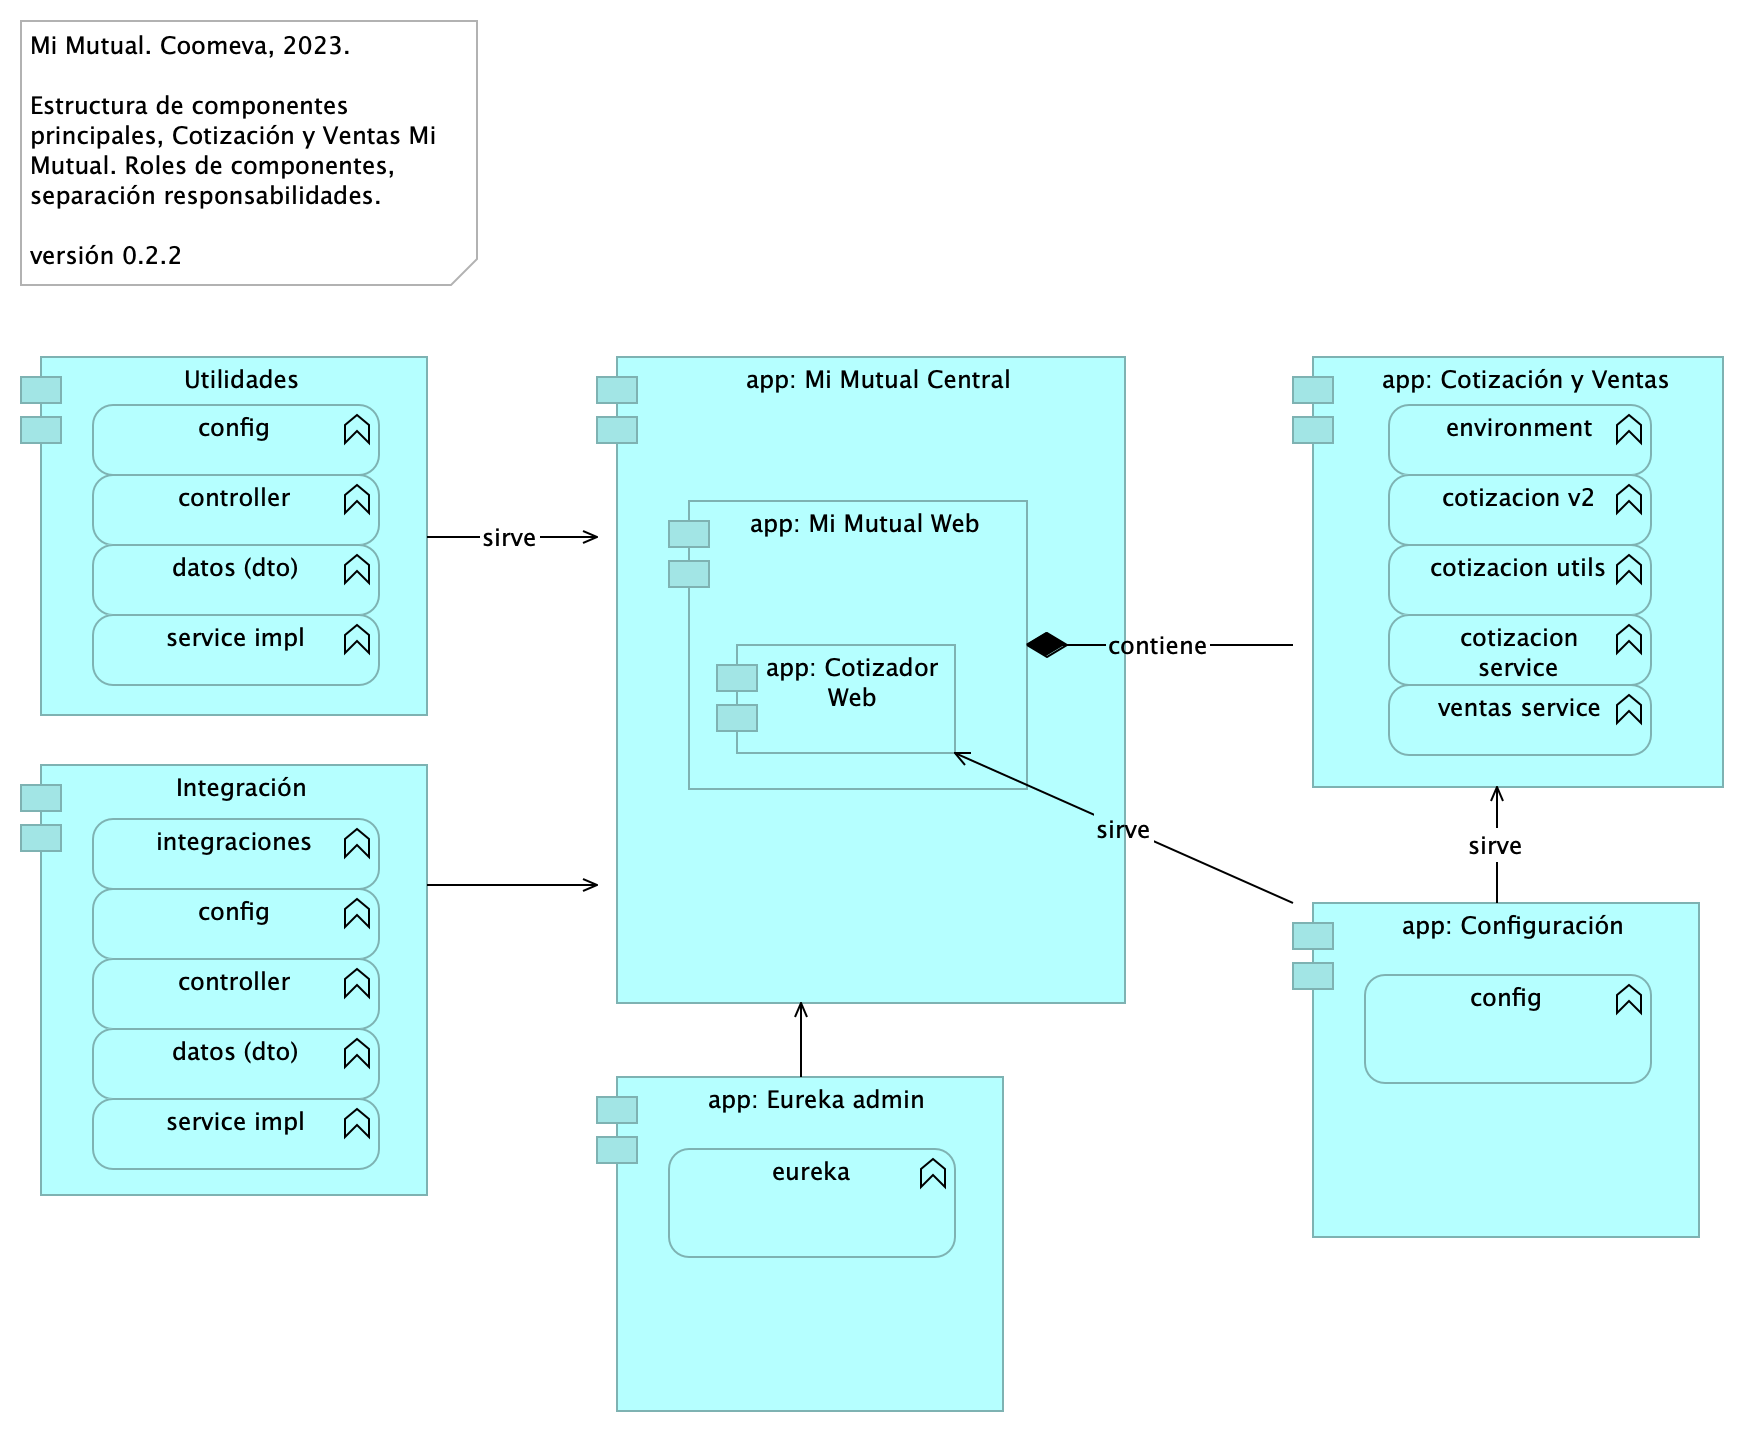 Mi Mutual. Coomeva, 2023.
Estructura de componentes
principales, Cotización y Ventas Mi
Mutual. Roles de componentes,
separación responsabilidades.
versión 0.2.2
Utilidades
config
controller
datos (dto)
service impl
sirve
app: Mi Mutual Central
app: Mi Mutual Web
app: Cotizador
Web
contiene
app: Cotización y Ventas
environment
cotizacion v2
cotizacion utils
cotizacion
service
ventas service
Integración
integraciones
config
controller
datos (dto)
service impl
sirve
sirve
app: Eureka admin
eureka
app: Configuración
config